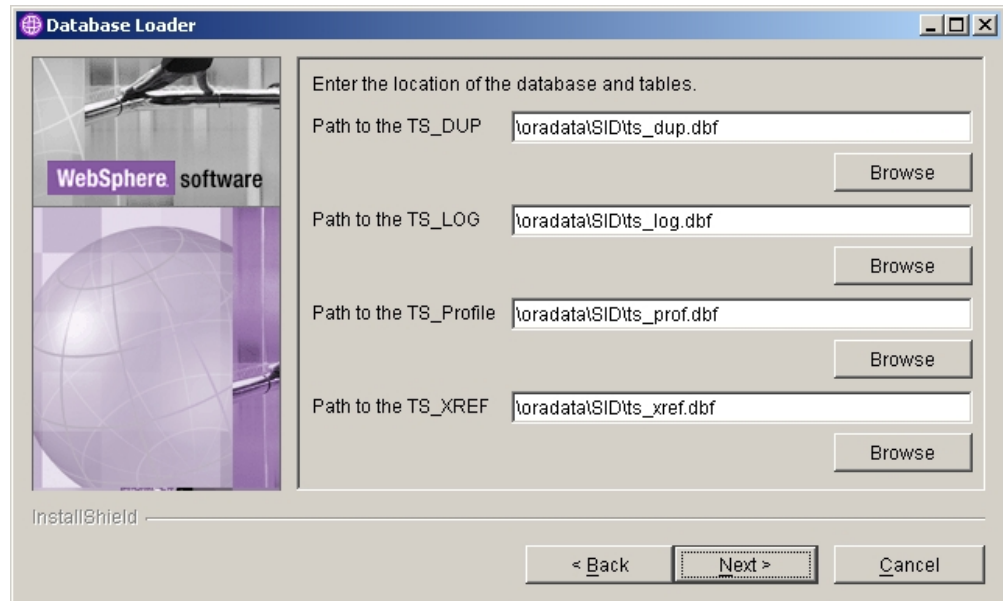 Database Loader
WebSphere software
Enter the location of the database and tables.
Path to the TS_DUP \oradata\SID\ts_dup.dbf
Browse
Path to the TS_LOG \oradata\SID\ts_log.dbf
Browse
Path to the TS_Profile \oradata\SID\ts_prof.dbf
Browse
Path to the TS_XREF \oradata\SID\ts_xref.dbf
Browse
InstallShield
< Back Next > Cancel